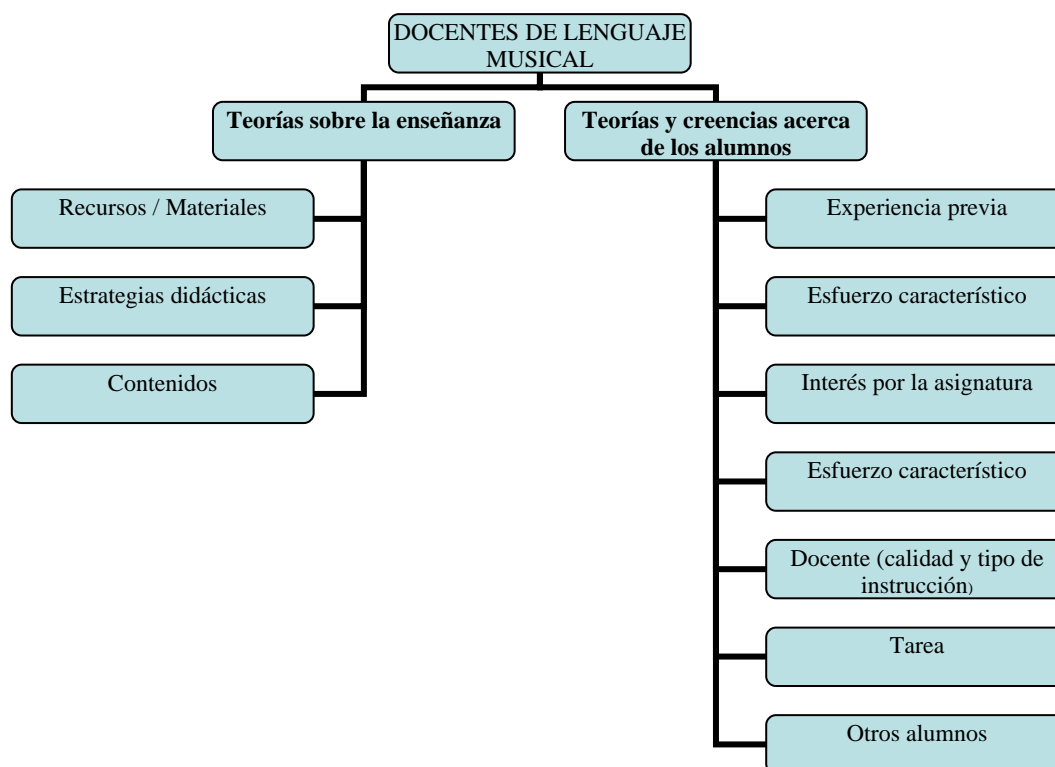 DOCENTES DE LENGUAJE
MUSICAL
Teorías sobre la enseñanza
Teorías y creencias acerca
de los alumnos
Recursos / Materiales
Estrategias didácticas
Contenidos
Experiencia previa
Esfuerzo característico
Interés por la asignatura
Esfuerzo característico
Docente (calidad y tipo de
instrucción)
Tarea
Otros alumnos